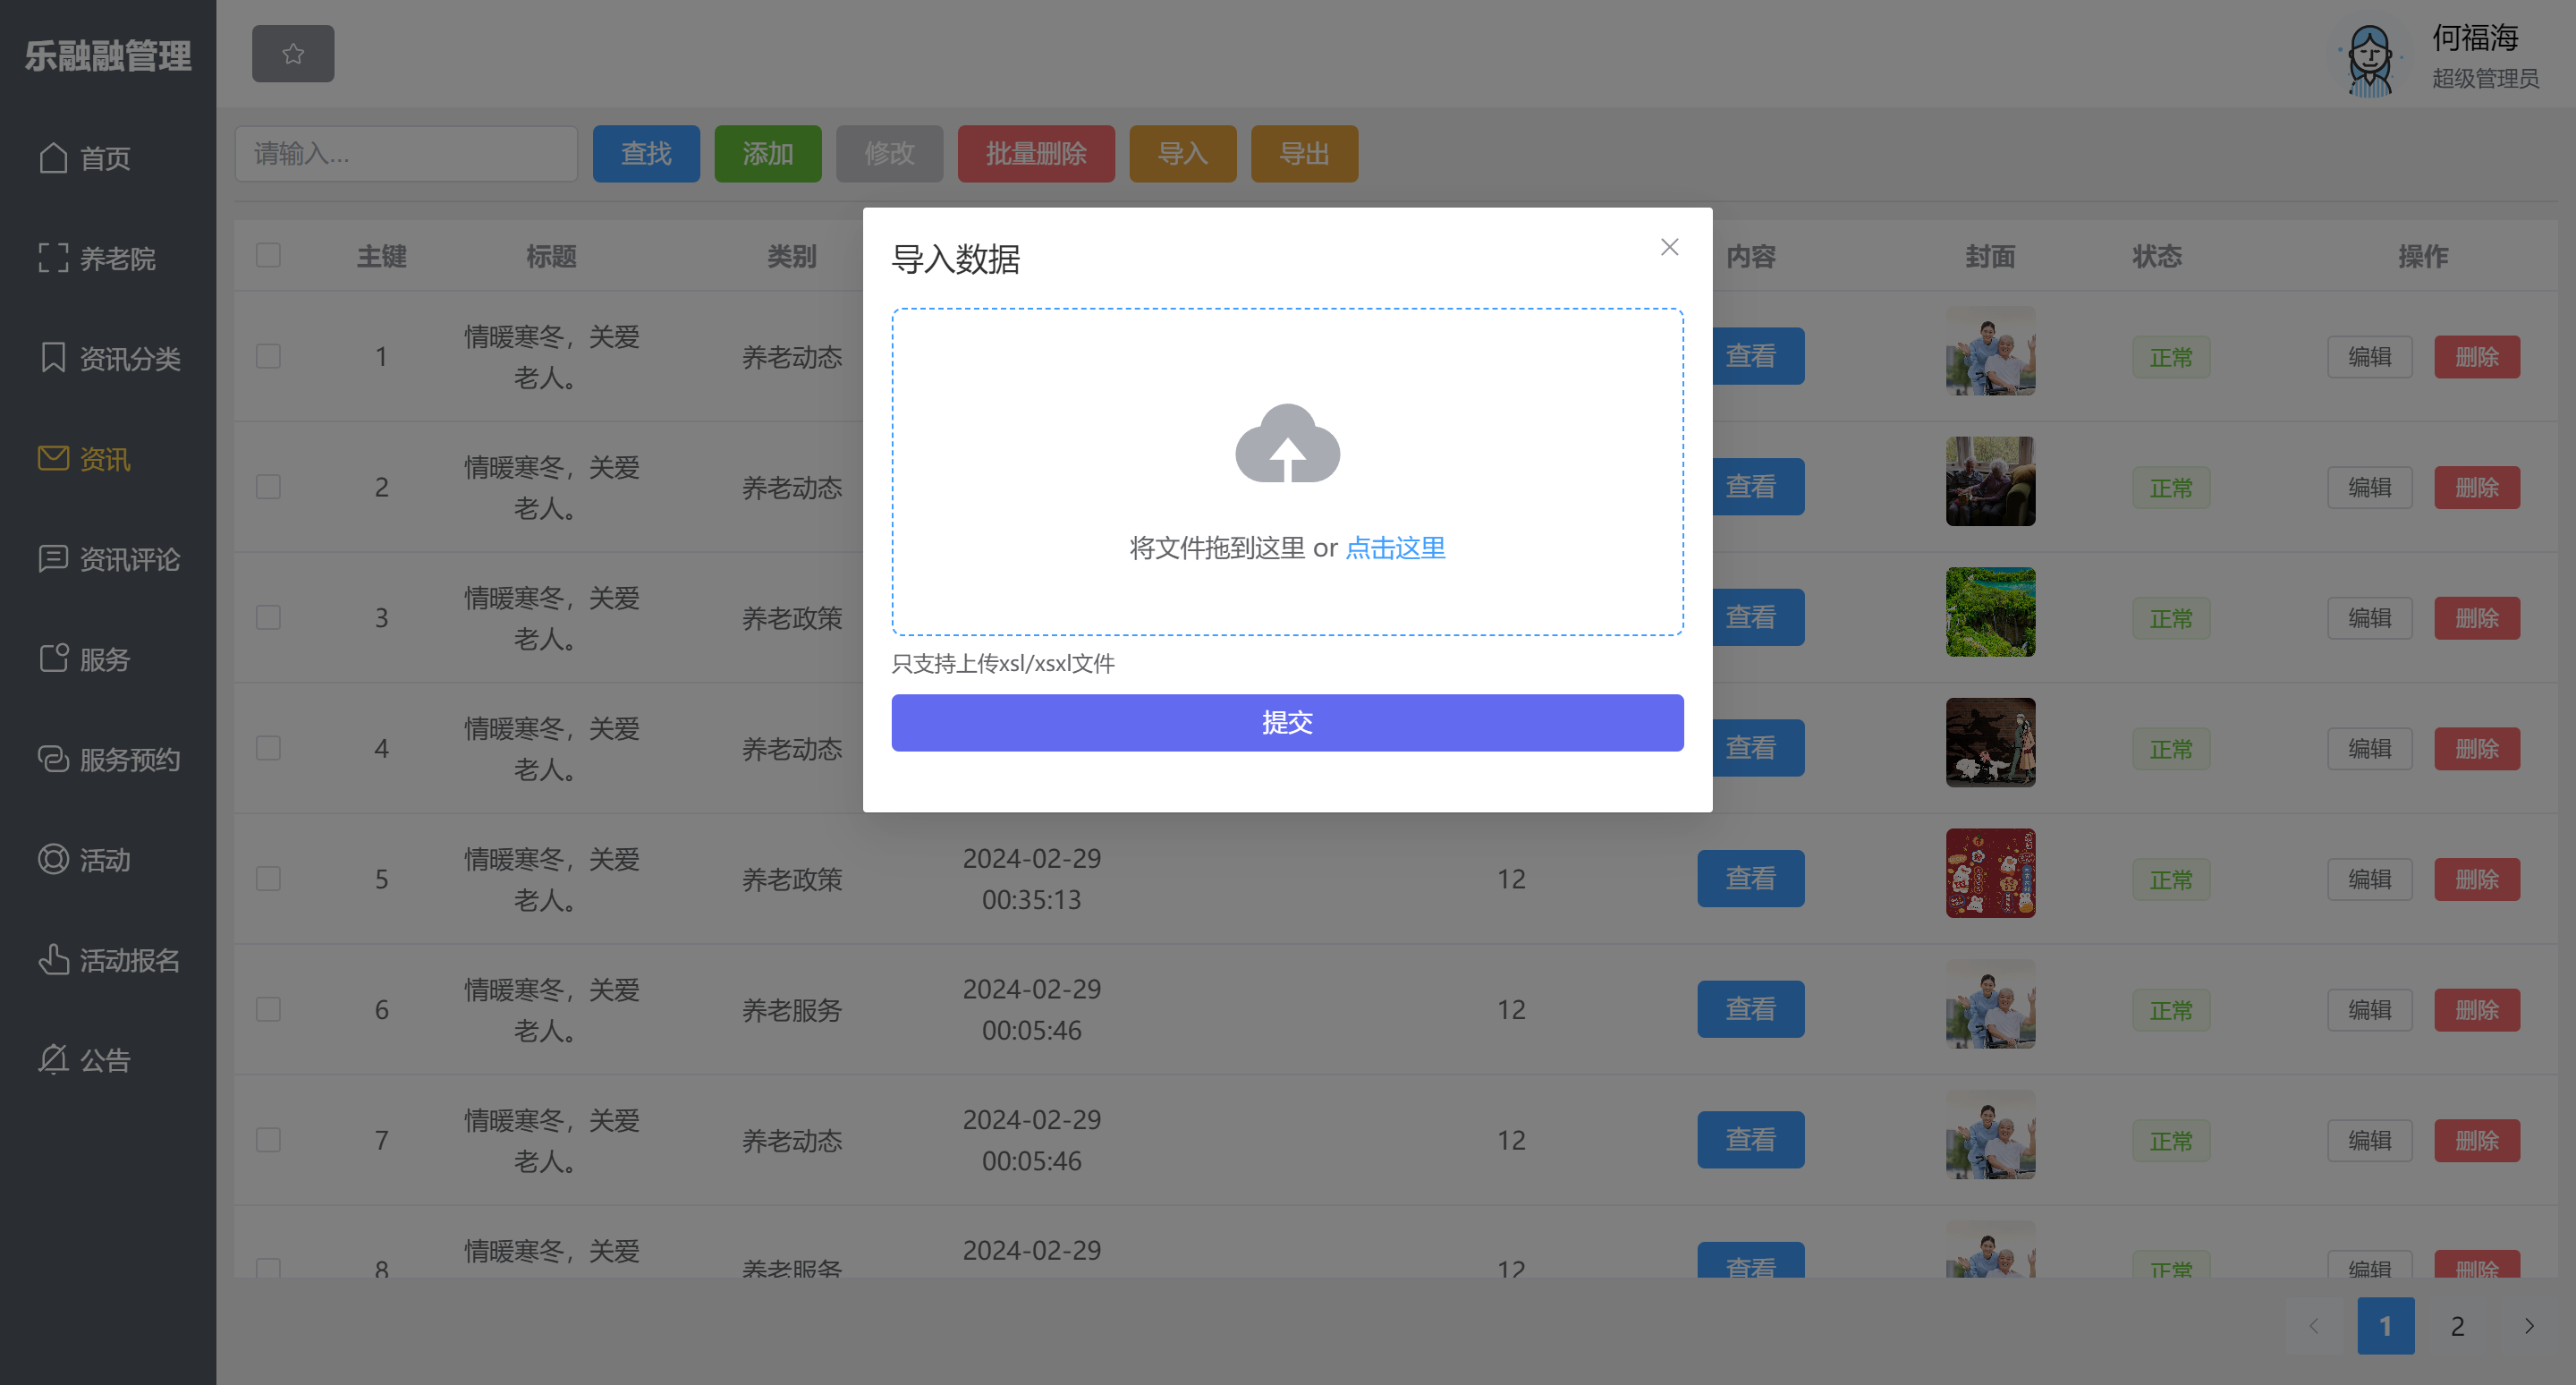 乐融融管理
何福海
超级管理员
首页
养老院
资讯分类
资讯
资讯评论
服务
服务预约
活动
活动报名
公告
请输入...
查找
添加
修改
批量删除
导入
导出
主键 标题 类别 内容 封面 状态 操作
1 情暖寒冬，关爱老人。 养老动态 查看 正常 编辑 删除
2 情暖寒冬，关爱老人。 养老动态 查看 正常 编辑 删除
3 情暖寒冬，关爱老人。 养老政策 查看 正常 编辑 删除
4 情暖寒冬，关爱老人。 养老动态 查看 正常 编辑 删除
5 情暖寒冬，关爱老人。 养老政策 2024-02-29 00:35:13 12 查看 正常 编辑 删除
6 情暖寒冬，关爱老人。 养老服务 2024-02-29 00:05:46 12 查看 正常 编辑 删除
7 情暖寒冬，关爱老人。 养老动态 2024-02-29 00:05:46 12 查看 正常 编辑 删除
8 情暖寒冬，关爱 养老服务 2024-02-29 12 查看 正常 编辑 删除
导入数据
将文件拖到这里 or 点击这里
只支持上传xsl/xsxl文件
提交
1 2